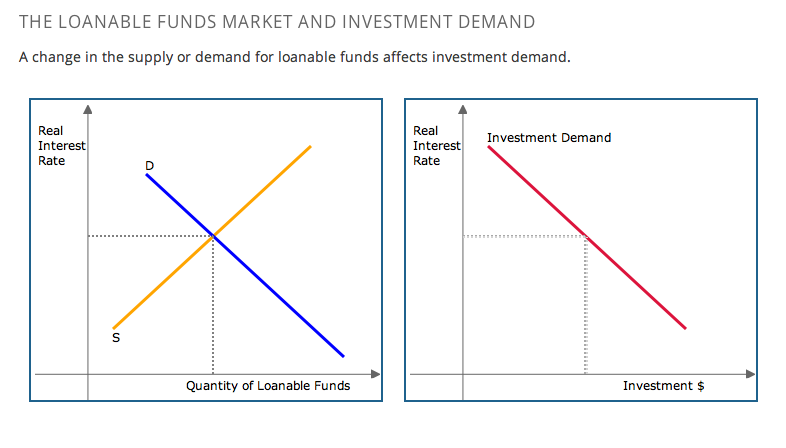 THE LOANABLE FUNDS MARKET AND INVESTMENT DEMAND
A change in the supply or demand for loanable funds affects investment demand.
Real
Interest
Rate
D
S
Quantity of Loanable Funds
Real
Interest
Rate
Investment Demand
Investment $